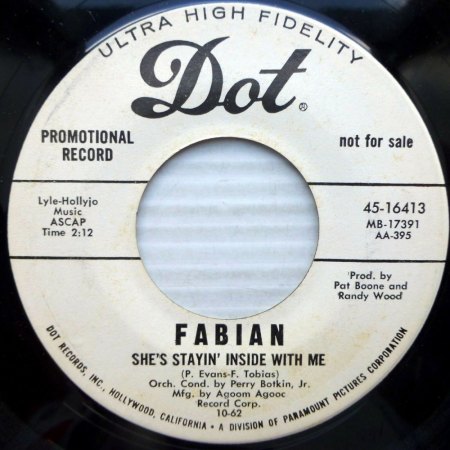 ULTRA HIGH FIDELITY
Dot®
PROMOTIONAL
RECORD
not for sale
Lyle-Hollyjo
Music
ASCAP
Time 2:12
45-16413
MB-17391
AA-395
Prod. by
Pat Boone and
Randy Wood
FABIAN
SHE'S STAYIN' INSIDE WITH ME
(P. Evans-F. Tobias)
Orch. Cond. by Perry Botkin, Jr.
Mfg. by Agoom Agooc
Record Corp.
10-62
DOT RECORDS, INC., HOLLYWOOD, CALIFORNIA • A DIVISION OF PARAMOUNT PICTURES CORPORATION